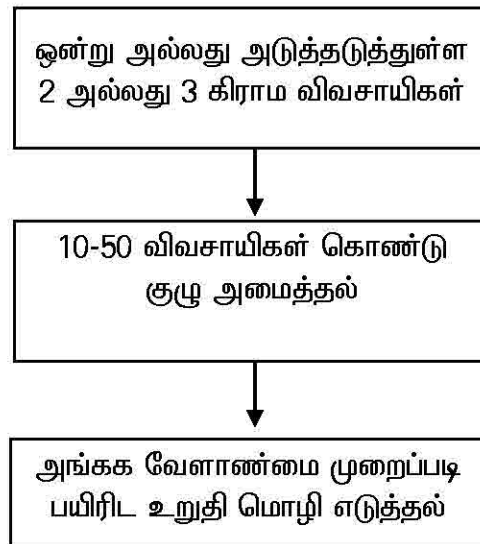 ஒன்று அல்லது அடுத்தடுத்துள்ள
2 அல்லது 3 கிராம விவசாயிகள்
10-50 விவசாயிகள் கொண்டு
குழு அமைத்தல்
அங்கக வேளாண்மை முறைப்படி
பயிரிட உறுதி மொழி எடுத்தல்